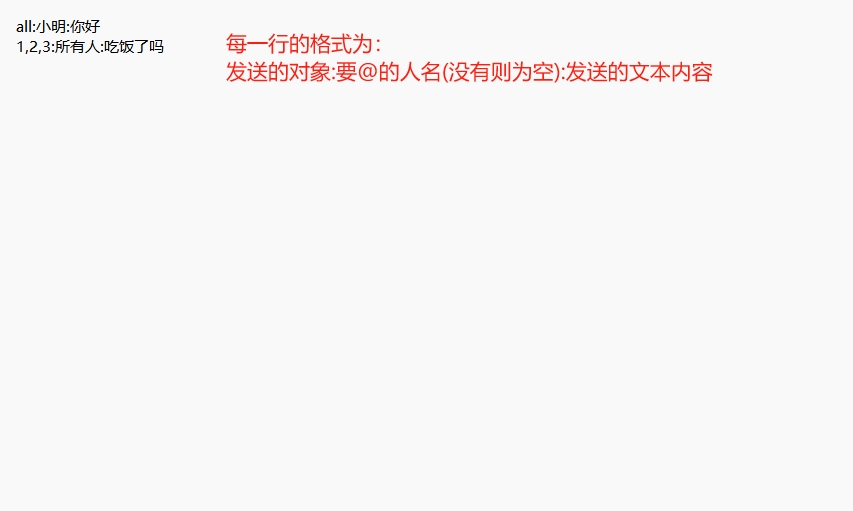 all:小明:你好
1,2,3:所有人:吃饭了吗
每一行的格式为：
发送的对象:要@的人名(没有则为空):发送的文本内容